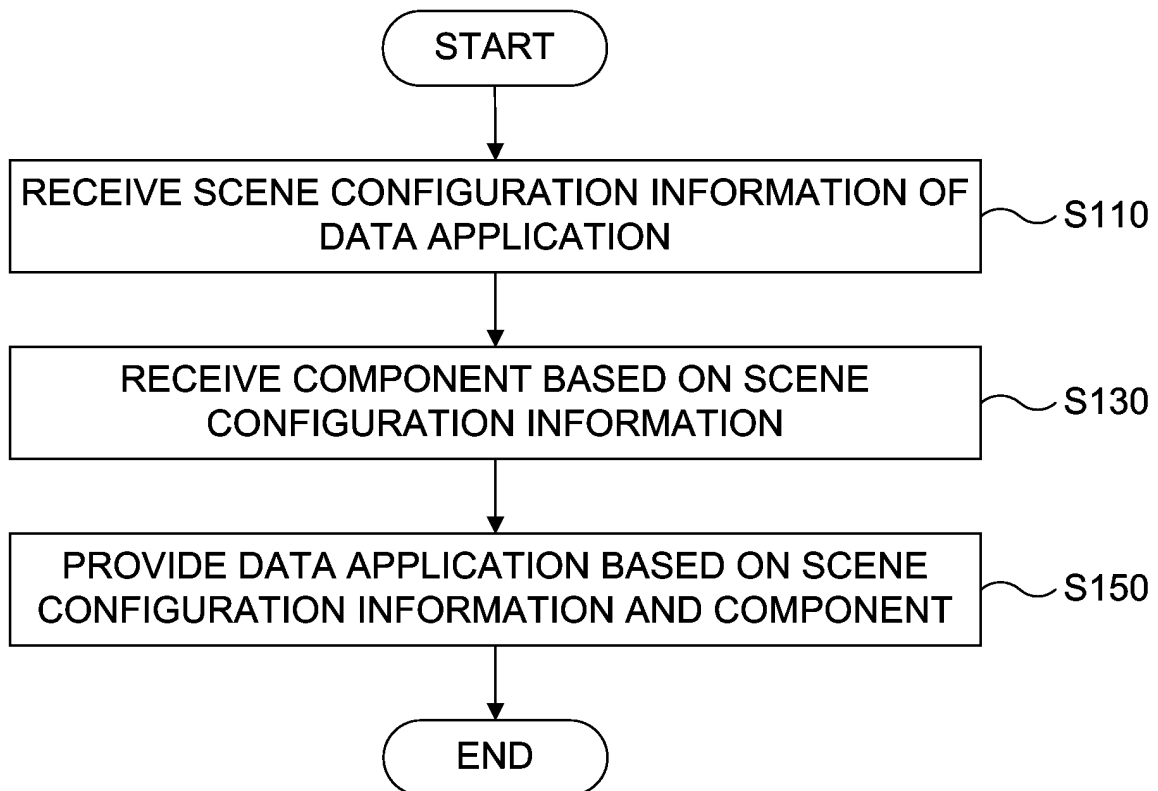 START
RECEIVE SCENE CONFIGURATION INFORMATION OF
DATA APPLICATION
S110
RECEIVE COMPONENT BASED ON SCENE
CONFIGURATION INFORMATION
S130
PROVIDE DATA APPLICATION BASED ON SCENE
CONFIGURATION INFORMATION AND COMPONENT
S150
END